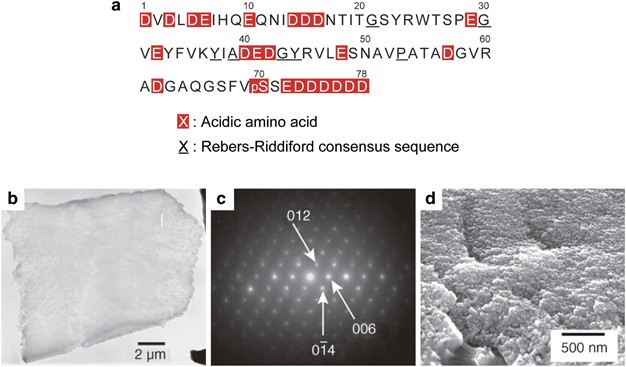 a
1 10 20 30
DVDLDEIHQEQNIDDDNTITGSYRWTSPEG
40 50 60
VEYFVKYIADEDGYRVLESNAVPATADGVR
70 78
ADGAQGSFVpSSEDDDDDD
X : Acidic amino acid
X : Rebers-Riddiford consensus sequence
b
2 µm
c
012
006
01̄4
d
500 nm